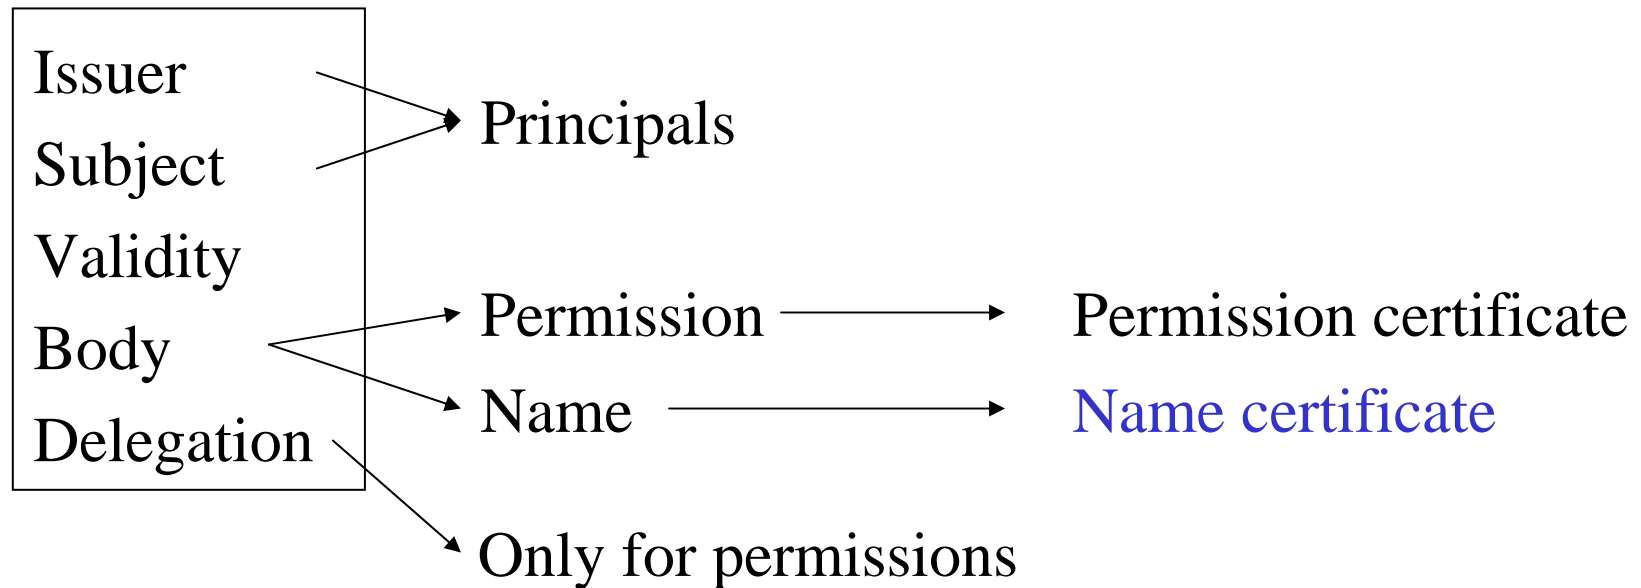 Issuer
Subject
Validity
Body
Delegation
Principals
Permission
Name
Only for permissions
Permission certificate
Name certificate